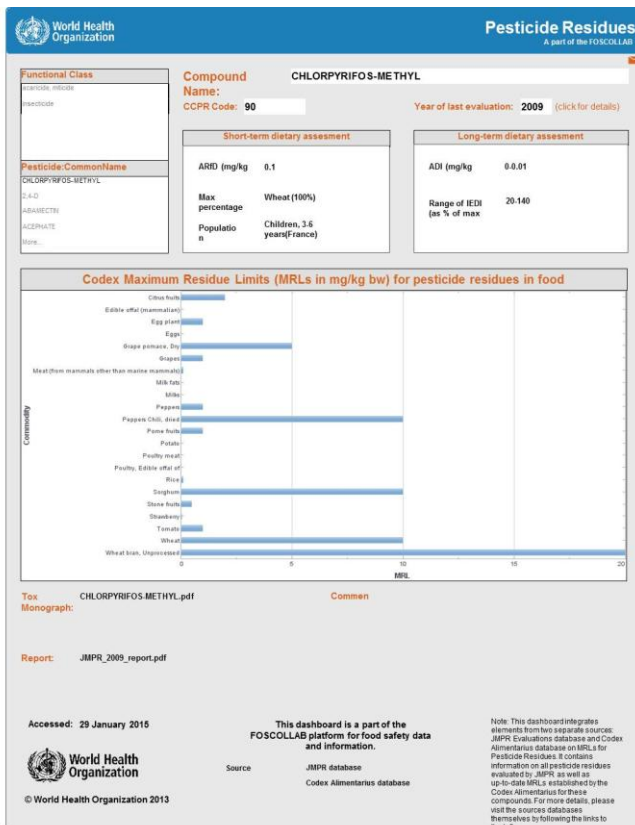 World Health
Organization
Pesticide Residues
A part of the FOSCOLLAB
Functional Class
acaricide, miticide
insecticide
Compound
Name:
CHLORPYRIFOS-METHYL
CCPR Code: 90
Year of last evaluation: 2009 (click for details)
Pesticide:CommonName
CHLORPYRIFOS-METHYL
2,4-D
ABAMECTIN
ACEPHATE
More...
Short-term dietary assesment
ARfD (mg/kg 0.1
Max
percentage
Wheat (100%)
Populatio
n
Children, 3-6
years(France)
Long-term dietary assesment
ADI (mg/kg 0-0.01
Range of IEDI
(as % of max
20-140
Codex Maximum Residue Limits (MRLs in mg/kg bw) for pesticide residues in food
Commodity
Citrus fruits
Edible offal (mammalian)
Egg plant
Eggs
Grape pomace, Dry
Grapes
Meat (from mammals other than marine mammals)
Milk fats
Milks
Peppers
Peppers Chili, dried
Pome fruits
Potato
Poultry meat
Poultry, Edible offal of
Rice
Sorghum
Stone fruits
Strawberry
Tomato
Wheat
Wheat bran, Unprocessed
0 5 10 15 20
MRL
Tox
Monograph:
CHLORPYRIFOS-METHYL.pdf
Commen
Report: JMPR_2009_report.pdf
Accessed: 29 January 2015
World Health
Organization
© World Health Organization 2013
This dashboard is a part of the
FOSCOLLAB platform for food safety data
and information.
Source
JMPR database
Codex Alimentarius database
Note: This dashboard integrates
elements from two separate sources:
JMPR Evaluations database and Codex
Alimentarius database on MRLs for
Pesticide Residues. It contains
information on all pesticide residues
evaluated by JMPR as well as
up-to-date MRLs established by the
Codex Alimentarius for these
compounds. For more details, please
visit the sources databases
themselves by following the links to